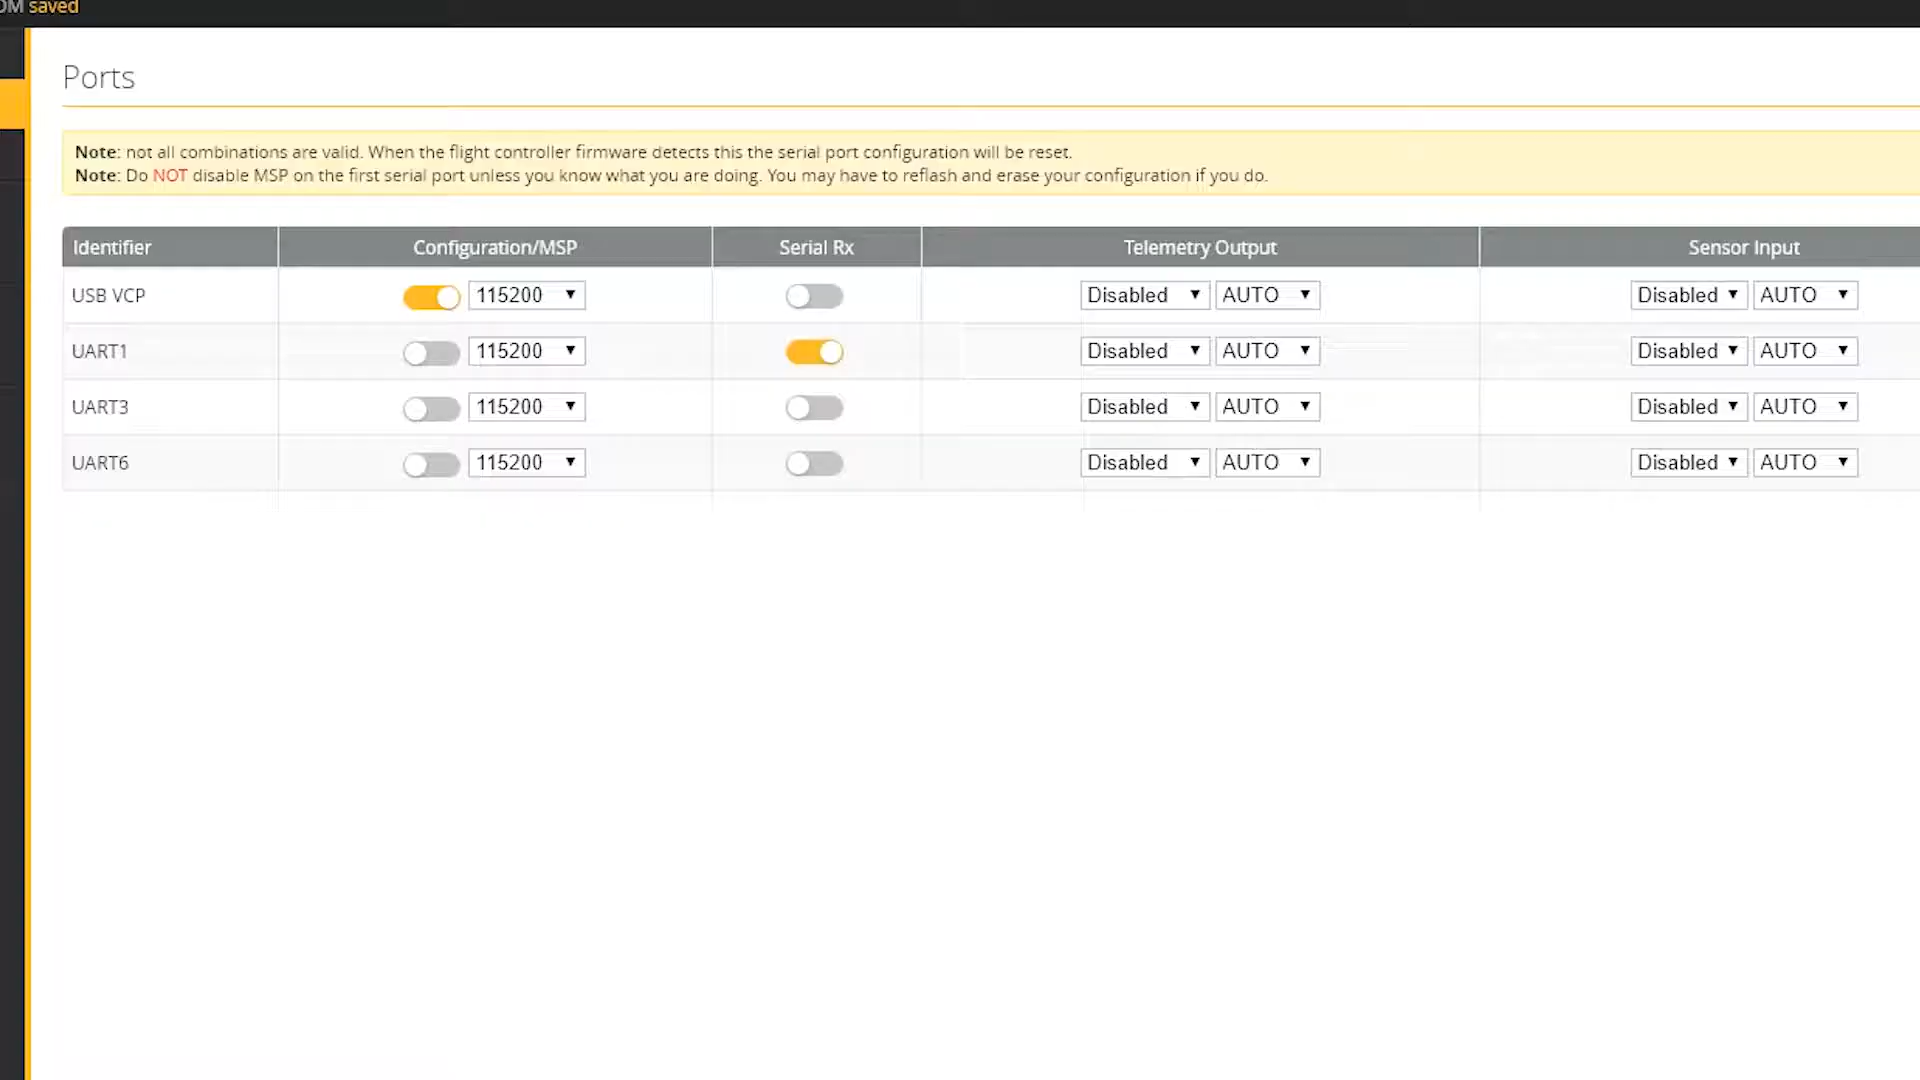 OM saved
Ports
Note: not all combinations are valid. When the flight controller firmware detects this the serial port configuration will be reset.
Note: Do NOT disable MSP on the first serial port unless you know what you are doing. You may have to reflash and erase your configuration if you do.
Identifier Configuration/MSP Serial Rx Telemetry Output Sensor Input
USB VCP 115200 Disabled AUTO Disabled AUTO
UART1 115200 Disabled AUTO Disabled AUTO
UART3 115200 Disabled AUTO Disabled AUTO
UART6 115200 Disabled AUTO Disabled AUTO